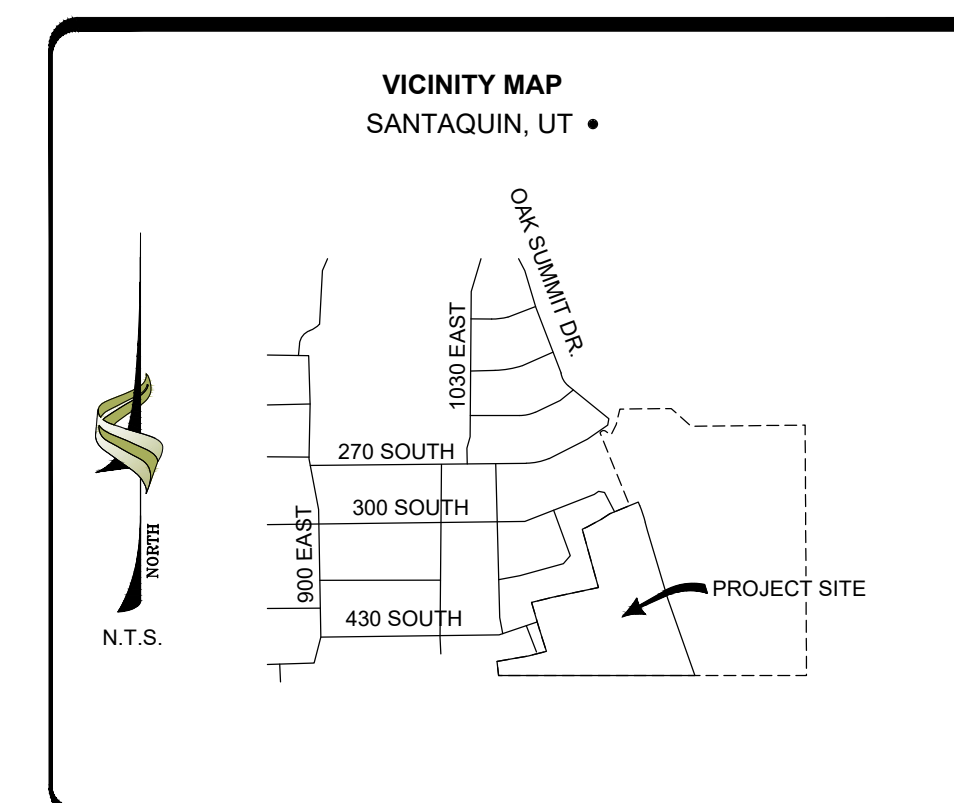 VICINITY MAP
SANTAQUIN, UT •
OAK SUMMIT DR.
1030 EAST
270 SOUTH
300 SOUTH
900 EAST
NORTH
PROJECT SITE
430 SOUTH
N.T.S.